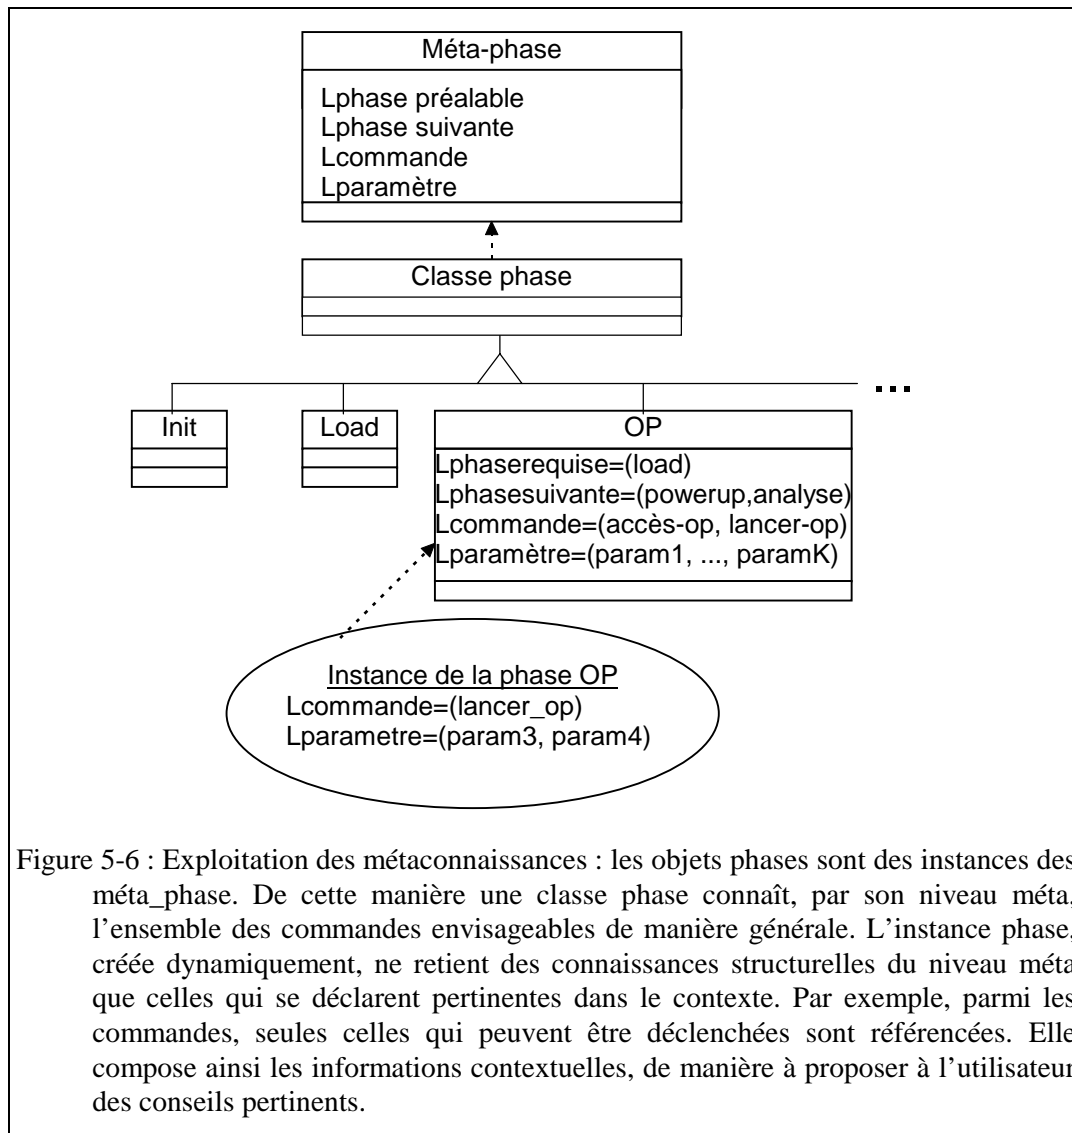 Méta-phase
Lphase préalable
Lphase suivante
Lcommande
Lparamètre
Classe phase
...
Init
Load
OP
Lphaserequise=(load)
Lphasesuivante=(powerup,analyse)
Lcommande=(accès-op, lancer-op)
Lparamètre=(param1, ..., paramK)
Instance de la phase OP
Lcommande=(lancer_op)
Lparametre=(param3, param4)
Figure 5-6 : Exploitation des métaconnaissances : les objets phases sont des instances des
méta_phase. De cette manière une classe phase connaît, par son niveau méta,
l’ensemble des commandes envisageables de manière générale. L’instance phase,
créée dynamiquement, ne retient des connaissances structurelles du niveau méta
que celles qui se déclarent pertinentes dans le contexte. Par exemple, parmi les
commandes, seules celles qui peuvent être déclenchées sont référencées. Elle
compose ainsi les informations contextuelles, de manière à proposer à l’utilisateur
des conseils pertinents.